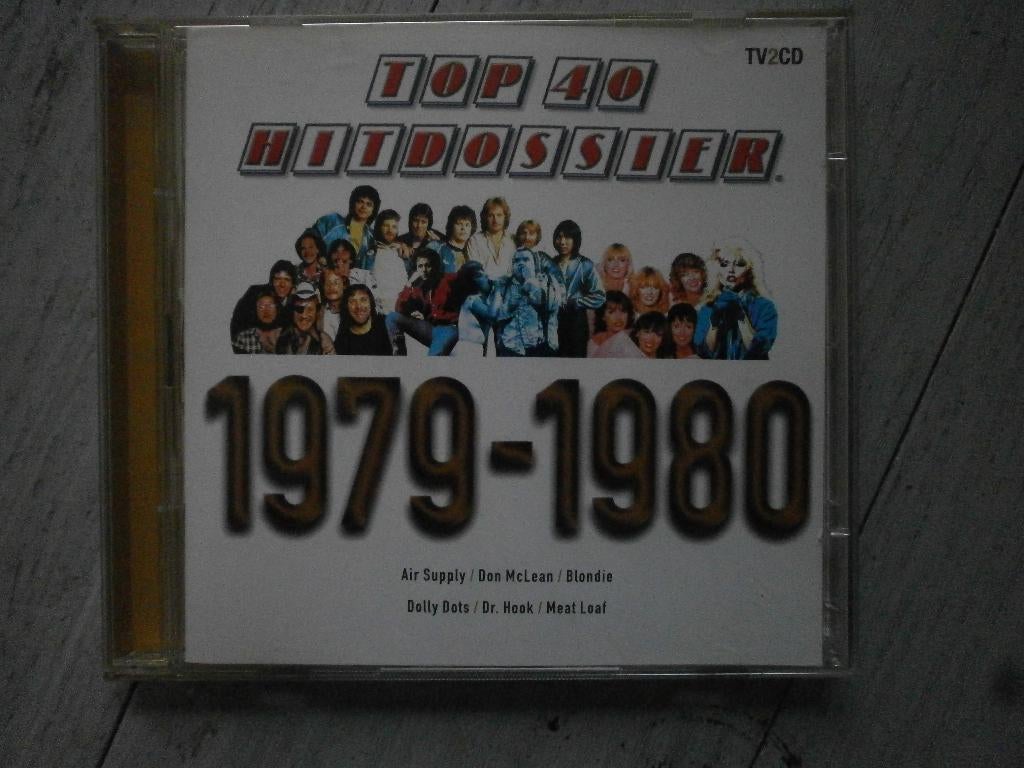 TV2CD
TOP 40
HITDOSSIER
1979-1980
Air Supply / Don McLean / Blondie
Dolly Dots / Dr. Hook / Meat Loaf